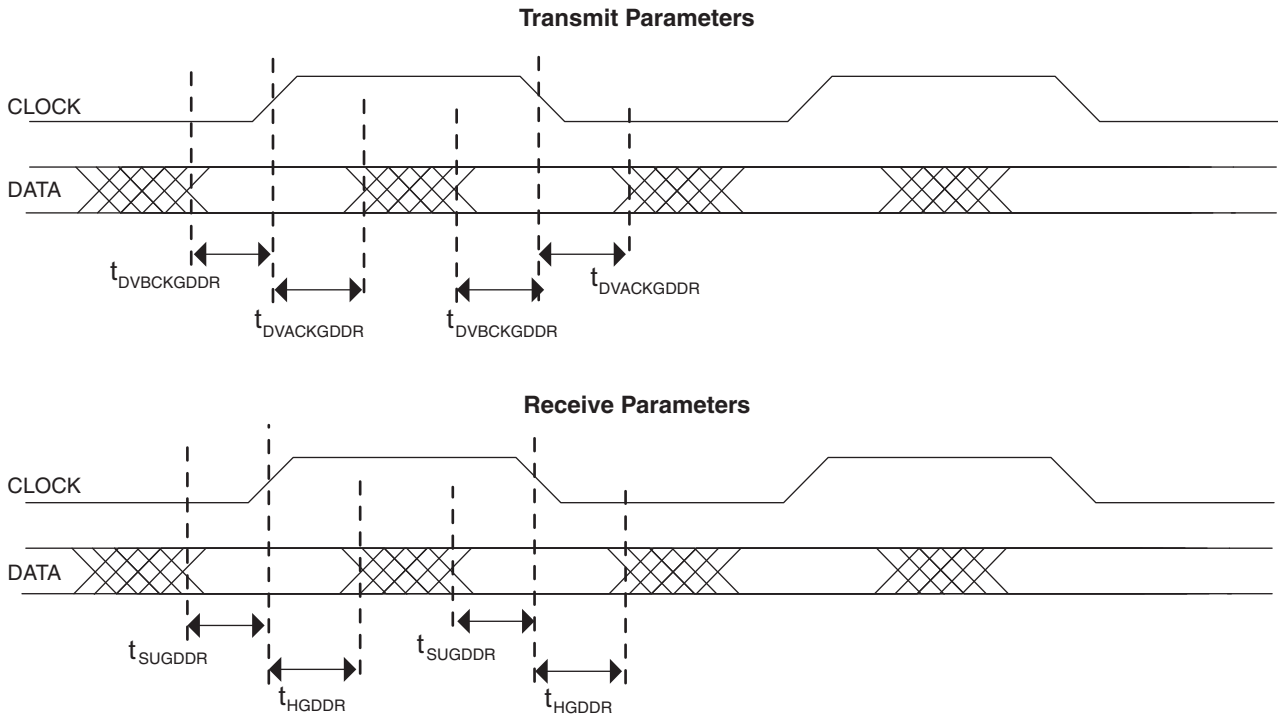 Transmit Parameters
CLOCK
DATA
tDVBCKGDDR
tDVACKGDDR
tDVACKGDDR
tDVBCKGDDR
Receive Parameters
CLOCK
DATA
tSUGDDR
tSUGDDR
tHGDDR
tHGDDR